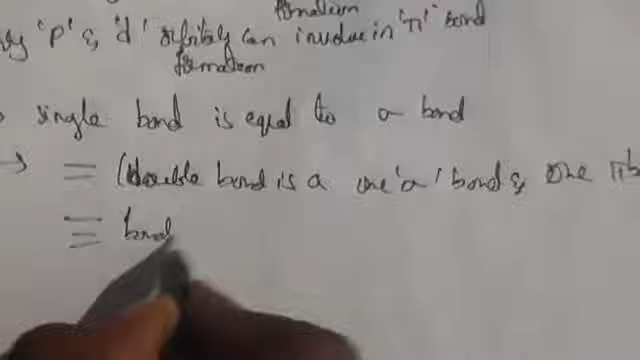 formation
'p' & 'd' orbitals can involve in 'π' bond
formation
single bond is equal to σ bond
→ = (double bond is a one 'σ' bond & one π b
≡ bond